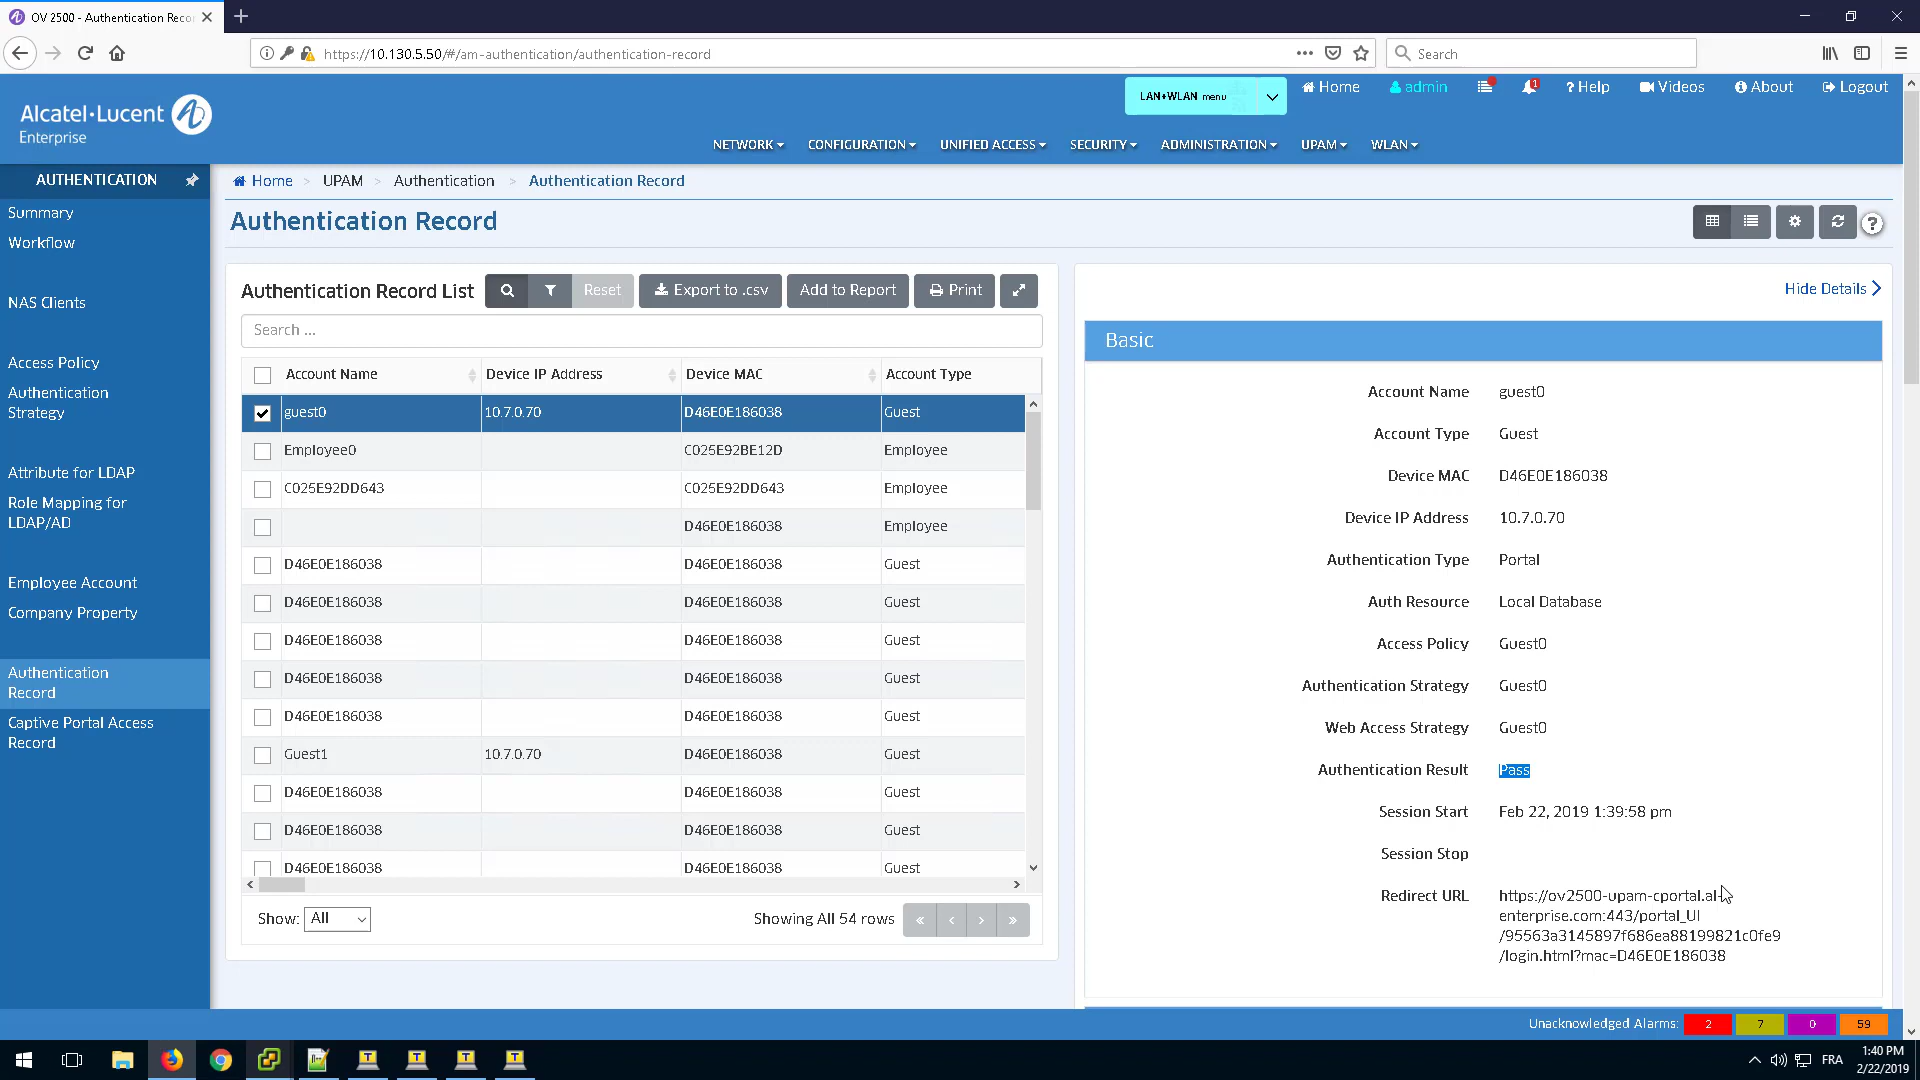 OV 2500 - Authentication Reco
https://10.130.5.50/#/am-authentication/authentication-record
Search
Alcatel·Lucent
Enterprise
LAN+WLAN menu
Home
admin
1
Help
Videos
About
Logout
NETWORK
CONFIGURATION
UNIFIED ACCESS
SECURITY
ADMINISTRATION
UPAM
WLAN
AUTHENTICATION
Summary
Workflow
NAS Clients
Access Policy
Authentication
Strategy
Attribute for LDAP
Role Mapping for
LDAP/AD
Employee Account
Company Property
Authentication
Record
Captive Portal Access
Record
Home > UPAM > Authentication > Authentication Record
Authentication Record
Authentication Record List
Reset
Export to .csv
Add to Report
Print
Search ...
Account Name Device IP Address Device MAC Account Type
guest0 10.7.0.70 D46E0E186038 Guest
Employee0 C025E92BE12D Employee
C025E92DD643 C025E92DD643 Employee
D46E0E186038 Employee
D46E0E186038 D46E0E186038 Guest
D46E0E186038 D46E0E186038 Guest
D46E0E186038 D46E0E186038 Guest
D46E0E186038 D46E0E186038 Guest
D46E0E186038 D46E0E186038 Guest
Guest1 10.7.0.70 D46E0E186038 Guest
D46E0E186038 D46E0E186038 Guest
D46E0E186038 D46E0E186038 Guest
D46E0E186038 D46E0E186038 Guest
Show: All
Showing All 54 rows
« ‹ › »
Hide Details
Basic
Account Name guest0
Account Type Guest
Device MAC D46E0E186038
Device IP Address 10.7.0.70
Authentication Type Portal
Auth Resource Local Database
Access Policy Guest0
Authentication Strategy Guest0
Web Access Strategy Guest0
Authentication Result Pass
Session Start Feb 22, 2019 1:39:58 pm
Session Stop
Redirect URL https://ov2500-upam-cportal.al-
enterprise.com:443/portal_UI
/95563a3145897f686ea88199821c0fe9
/login.html?mac=D46E0E186038
Unacknowledged Alarms: 2 7 0 59
FRA
1:40 PM
2/22/2019